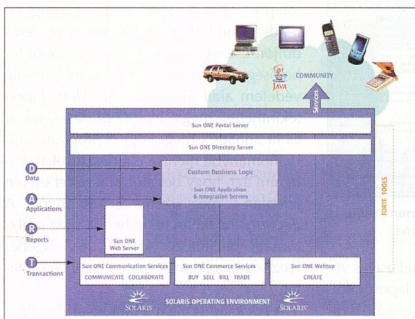 JAVA
COMMUNITY
Services
Sun ONE Portal Server
Sun ONE Directory Server
D
Data
Custom Business Logic
Sun ONE Application
& Integration Servers
A
Applications
R
Reports
Sun ONE
Web Server
T
Transactions
Sun ONE Communication Services
COMMUNICATE COLLABORATE
Sun ONE Commerce Services
BUY SELL BILL TRADE
Sun ONE Webtop
CREATE
FORTE TOOLS
SOLARIS
SOLARIS OPERATING ENVIRONMENT
SOLARIS